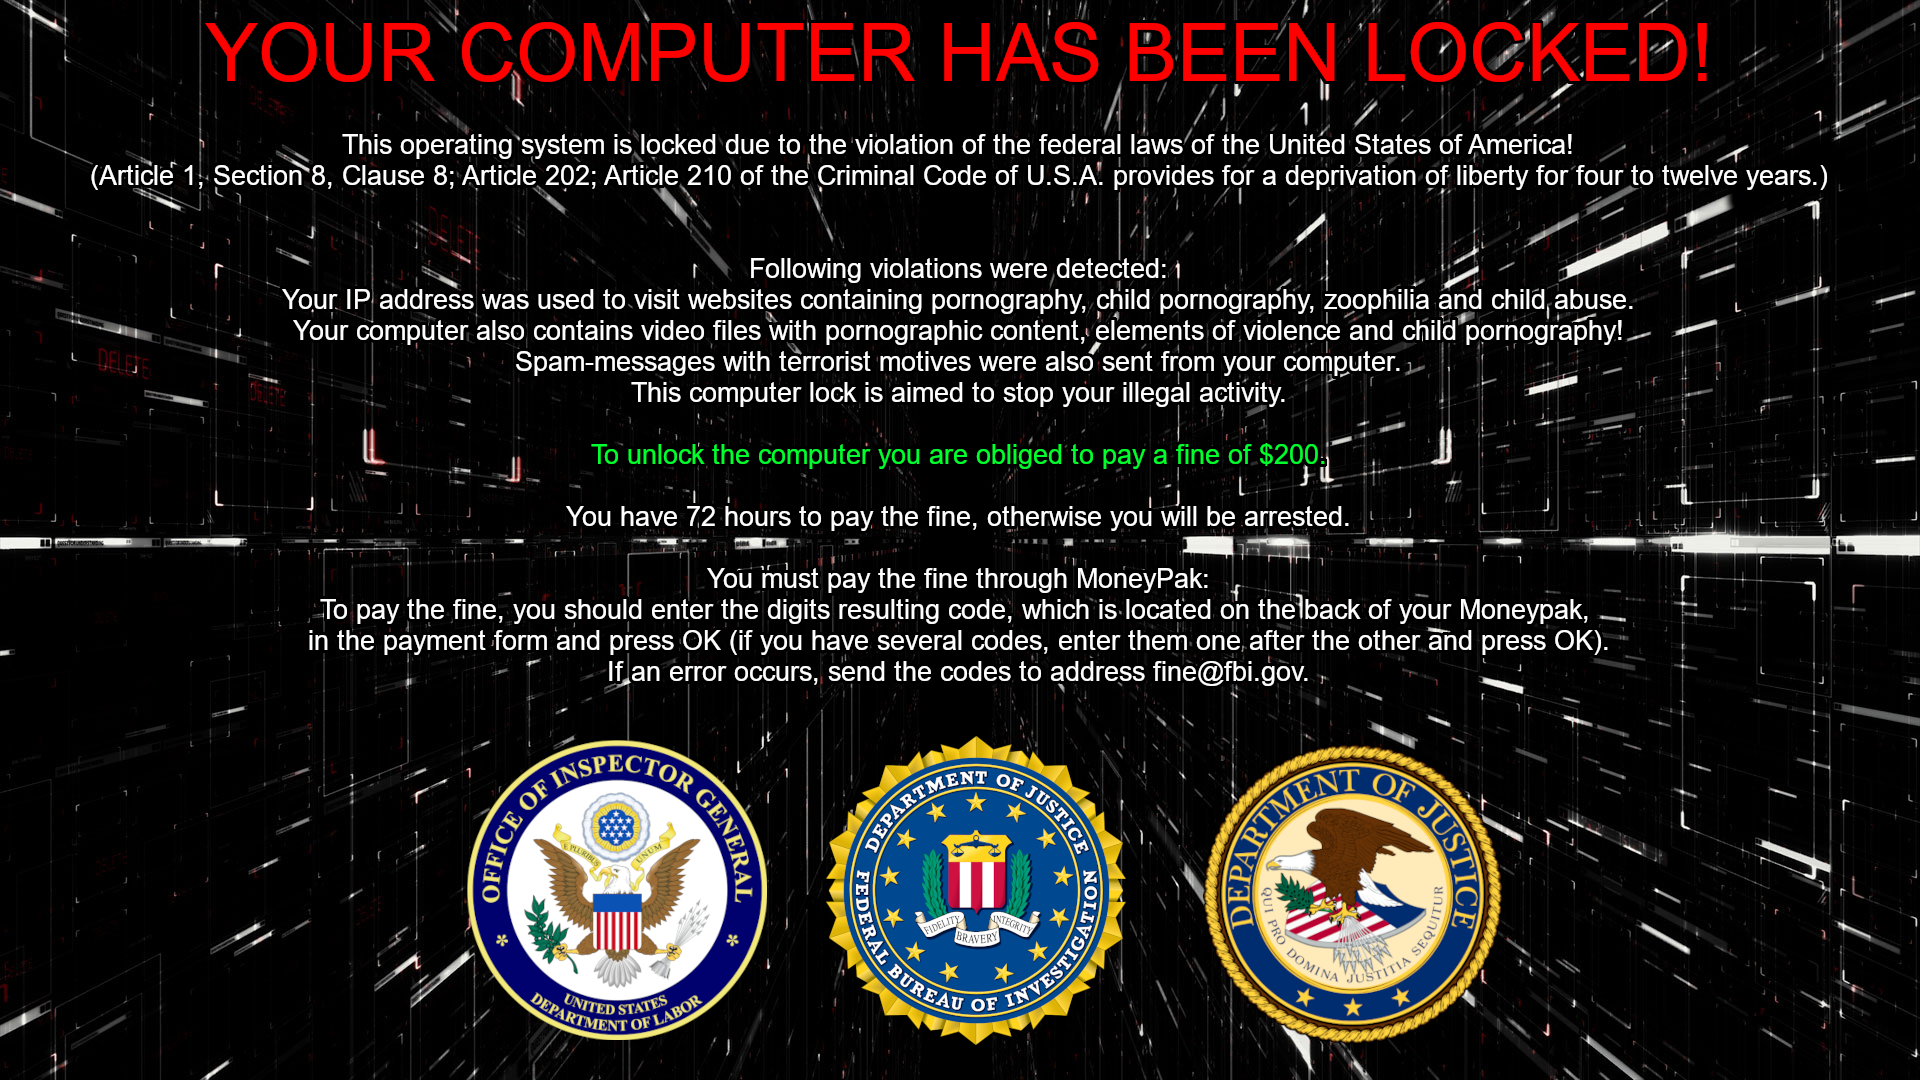 YOUR COMPUTER HAS BEEN LOCKED!
This operating system is locked due to the violation of the federal laws of the United States of America!
(Article 1, Section 8, Clause 8; Article 202; Article 210 of the Criminal Code of U.S.A. provides for a deprivation of liberty for four to twelve years.)
Following violations were detected:
Your IP address was used to visit websites containing pornography, child pornography, zoophilia and child abuse.
Your computer also contains video files with pornographic content, elements of violence and child pornography!
Spam-messages with terrorist motives were also sent from your computer.
This computer lock is aimed to stop your illegal activity.
To unlock the computer you are obliged to pay a fine of $200.
You have 72 hours to pay the fine, otherwise you will be arrested.
You must pay the fine through MoneyPak:
To pay the fine, you should enter the digits resulting code, which is located on the back of your Moneypak,
in the payment form and press OK (if you have several codes, enter them one after the other and press OK).
If an error occurs, send the codes to address fine@fbi.gov.
DELETE
DELETE
DELETE
OFFICE OF INSPECTOR GENERAL
E PLURIBUS UNUM
UNITED STATES
DEPARTMENT OF LABOR
DEPARTMENT OF JUSTICE
FIDELITY BRAVERY INTEGRITY
FEDERAL BUREAU OF INVESTIGATION
DEPARTMENT OF JUSTICE
QUI PRO DOMINA JUSTITIA SEQUITUR